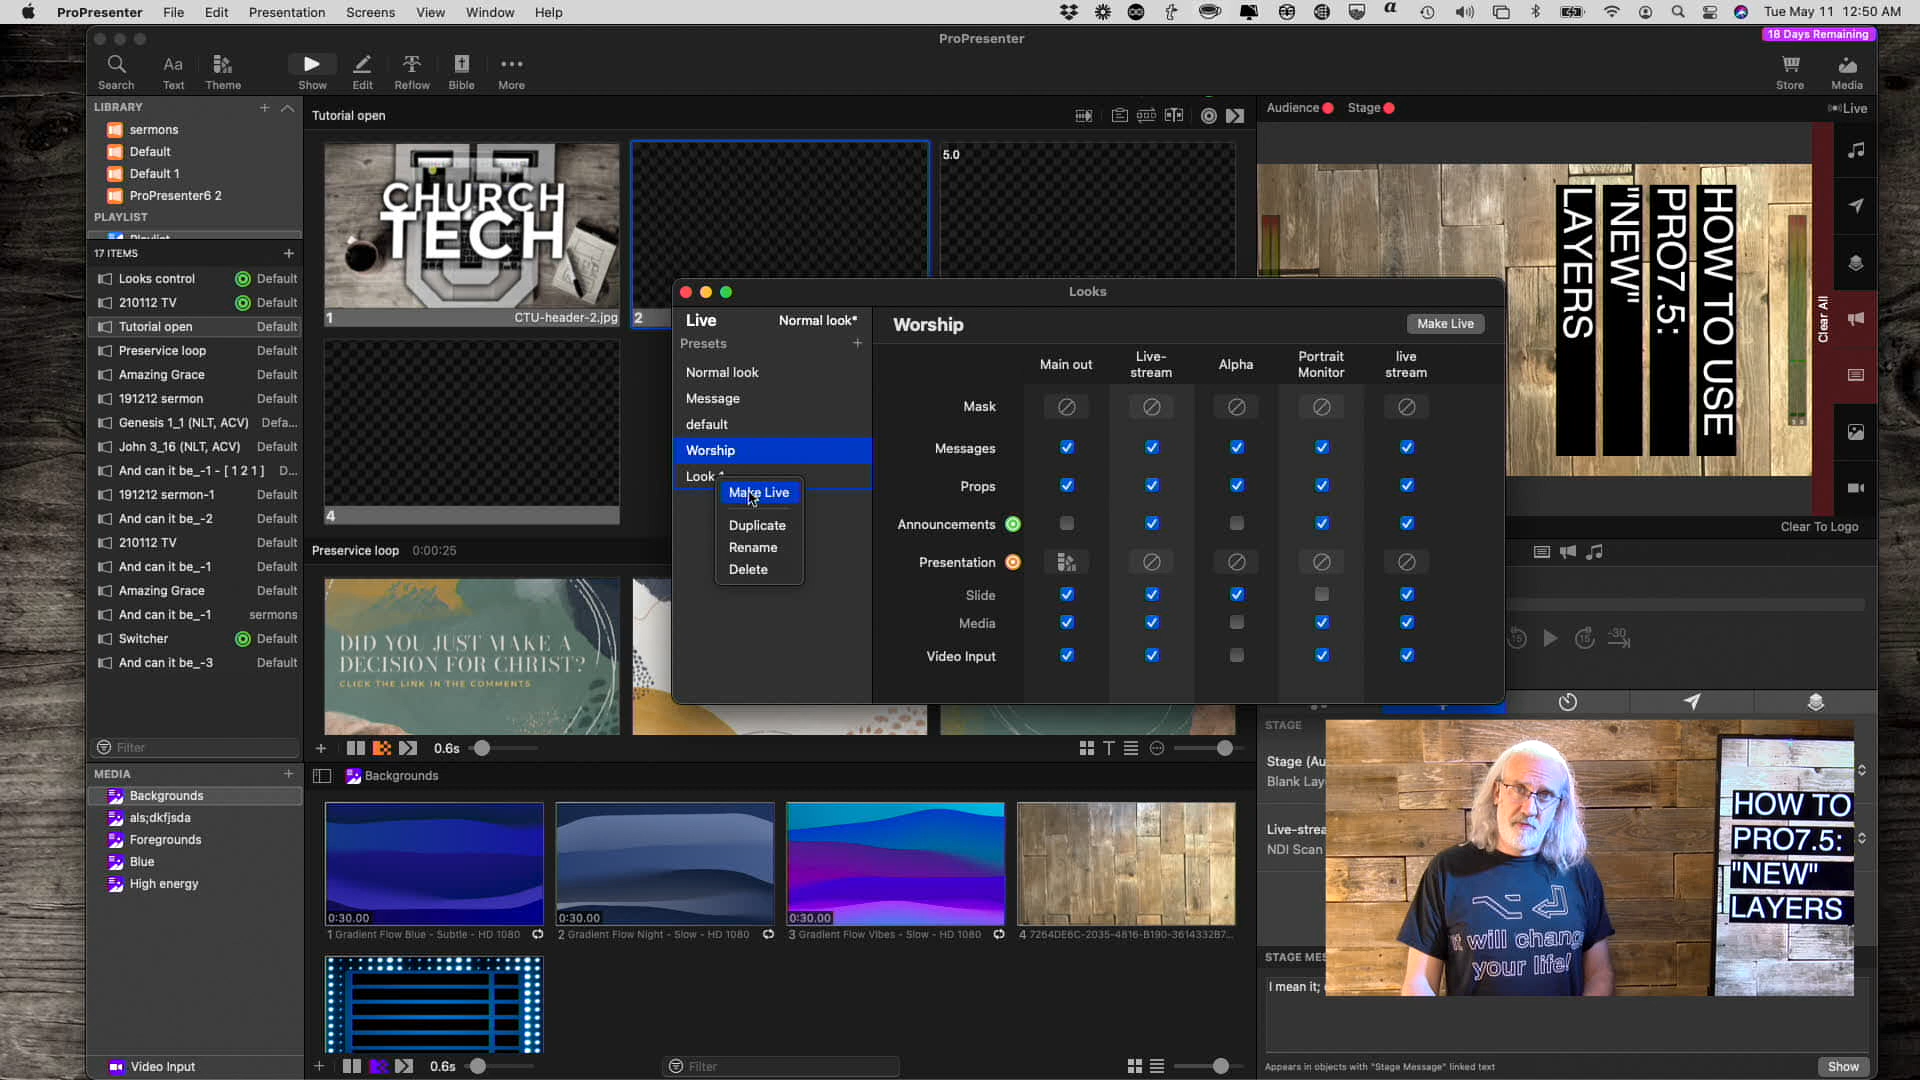 ProPresenter File Edit Presentation Screens View Window Help
Tue May 11 12:50 AM
ProPresenter
18 Days Remaining
Search Text Theme Show Edit Reflow Bible More
Store Media
LIBRARY
sermons
Default
Default 1
ProPresenter6 2
PLAYLIST
Playlist
17 ITEMS
Looks control Default
210112 TV Default
Tutorial open Default
Preservice loop Default
Amazing Grace Default
191212 sermon Default
Genesis 1_1 (NLT, ACV) Defa...
John 3_16 (NLT, ACV) Default
And can it be_-1 - [ 1 2 1 ] D...
191212 sermon-1 Default
And can it be_-2 Default
210112 TV Default
And can it be_-1 Default
Amazing Grace Default
And can it be_-1 sermons
Switcher Default
And can it be_-3 Default
Filter
MEDIA
Backgrounds
als;dkfjsda
Foregrounds
Blue
High energy
Video Input
Tutorial open
CHURCH
TECH
1 CTU-header-2.jpg
2
5.0
4
Preservice loop 0:00:25
DID YOU JUST MAKE A
DECISION FOR CHRIST?
CLICK THE LINK IN THE COMMENTS
0.6s
Looks
Live Normal look*
Presets
Normal look
Message
default
Worship
Look 1
Make Live
Duplicate
Rename
Delete
Worship
Make Live
Main out
Live-
stream
Alpha
Portrait
Monitor
live
stream
Mask
Messages
Props
Announcements
Presentation
Slide
Media
Video Input
Backgrounds
0:30.00
1 Gradient Flow Blue - Subtle - HD 1080
0:30.00
2 Gradient Flow Night - Slow - HD 1080
0:30.00
3 Gradient Flow Vibes - Slow - HD 1080
4 7264DE6C-2035-4816-B190-3614332B7...
0.6s
Filter
Audience Stage Live
HOW TO USE
PRO7.5:
"NEW"
LAYERS
Clear All
Clear To Logo
15 15 -30
STAGE
Stage (Au
Blank Lay
Live-strea
NDI Scan
HOW TO
PRO7.5:
"NEW"
LAYERS
it will change
your life!
STAGE MES
I mean it;
Appears in objects with "Stage Message" linked text
Show